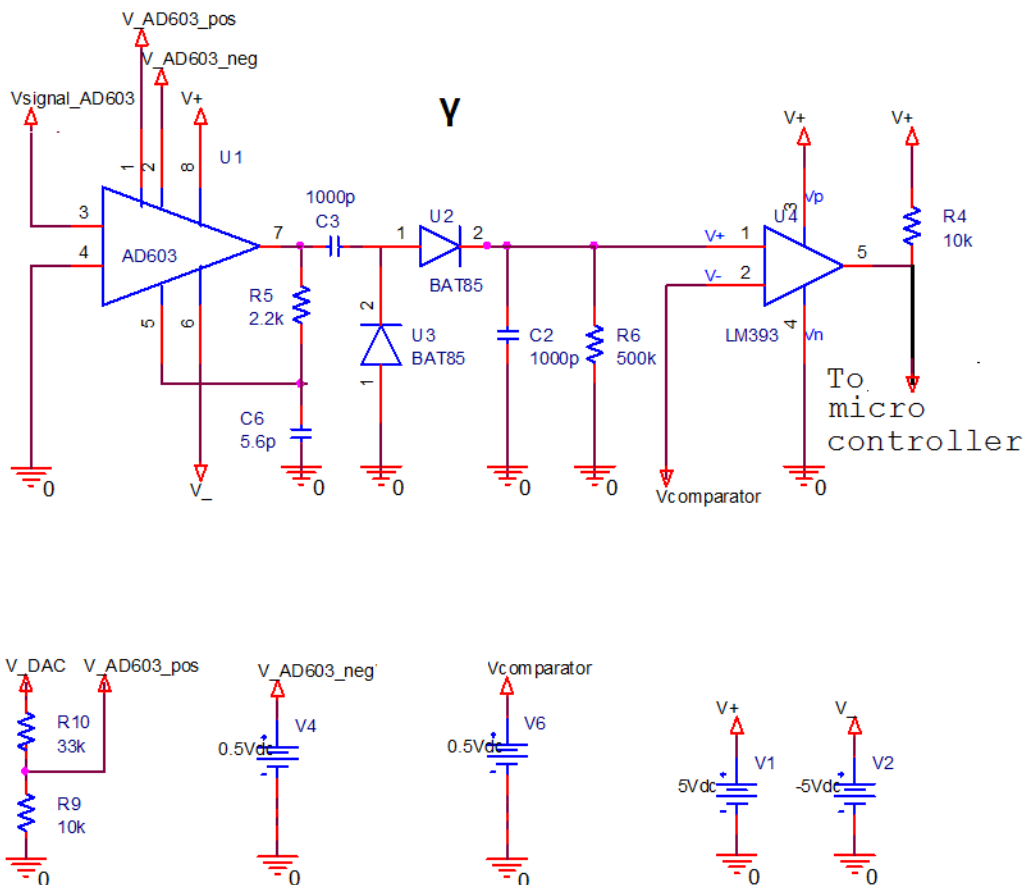 V_AD603_pos
V_AD603_neg
Vsignal_AD603
V+
Y
V+
V+
1
2
8
U1
3
4
AD603
7
1000p
C3
U2
1
2
BAT85
V+
V-
1
2
3
Vp
U4
5
R4
10k
R5
2.2k
5
6
2
U3
BAT85
1
C2
1000p
R6
500k
LM393
4
Vn
C6
5.6p
To
micro
controller
0
V_
0
0
0
0
Vcomparator
0
V_DAC
V_AD603_pos
V_AD603_neg
Vcomparator
V+
V_
R10
33k
V4
0.5Vdc
V6
0.5Vdc
V1
5Vdc
V2
-5Vdc
R9
10k
0
0
0
0
0